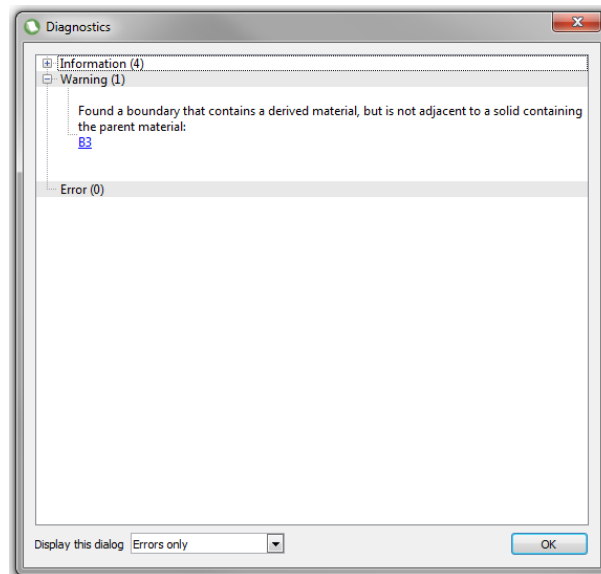 Diagnostics
Information (4)
Warning (1)
Found a boundary that contains a derived material, but is not adjacent to a solid containing
the parent material:
B3
Error (0)
Display this dialog Errors only
OK